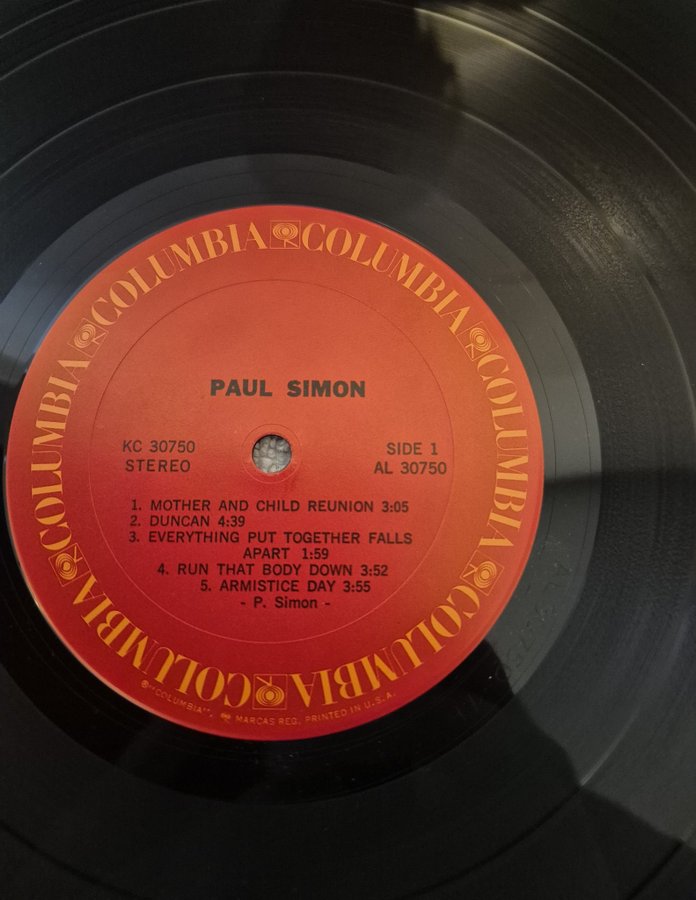 COLUMBIA COLUMBIA COLUMBIA COLUMBIA COLUMBIA COLUMBIA
PAUL SIMON
KC 30750
STEREO
SIDE 1
AL 30750
1. MOTHER AND CHILD REUNION 3:05
2. DUNCAN 4:39
3. EVERYTHING PUT TOGETHER FALLS
APART 1:59
4. RUN THAT BODY DOWN 3:52
5. ARMISTICE DAY 3:55
- P. Simon -
®"COLUMBIA", MARCAS REG. PRINTED IN U.S.A.